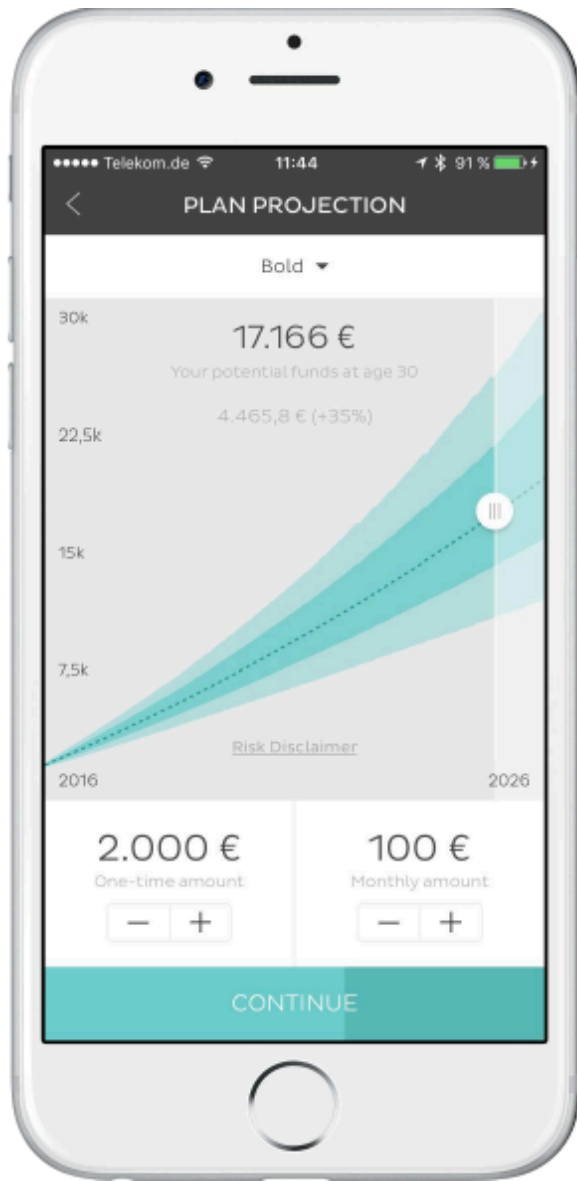 Telekom.de 11:44 91 %
PLAN PROJECTION
Bold
30k
17.166 €
Your potential funds at age 30
4.465,8 € (+35%)
22,5k
15k
7,5k
Risk Disclaimer
2016 2026
2.000 € 100 €
One-time amount Monthly amount
− + − +
CONTINUE